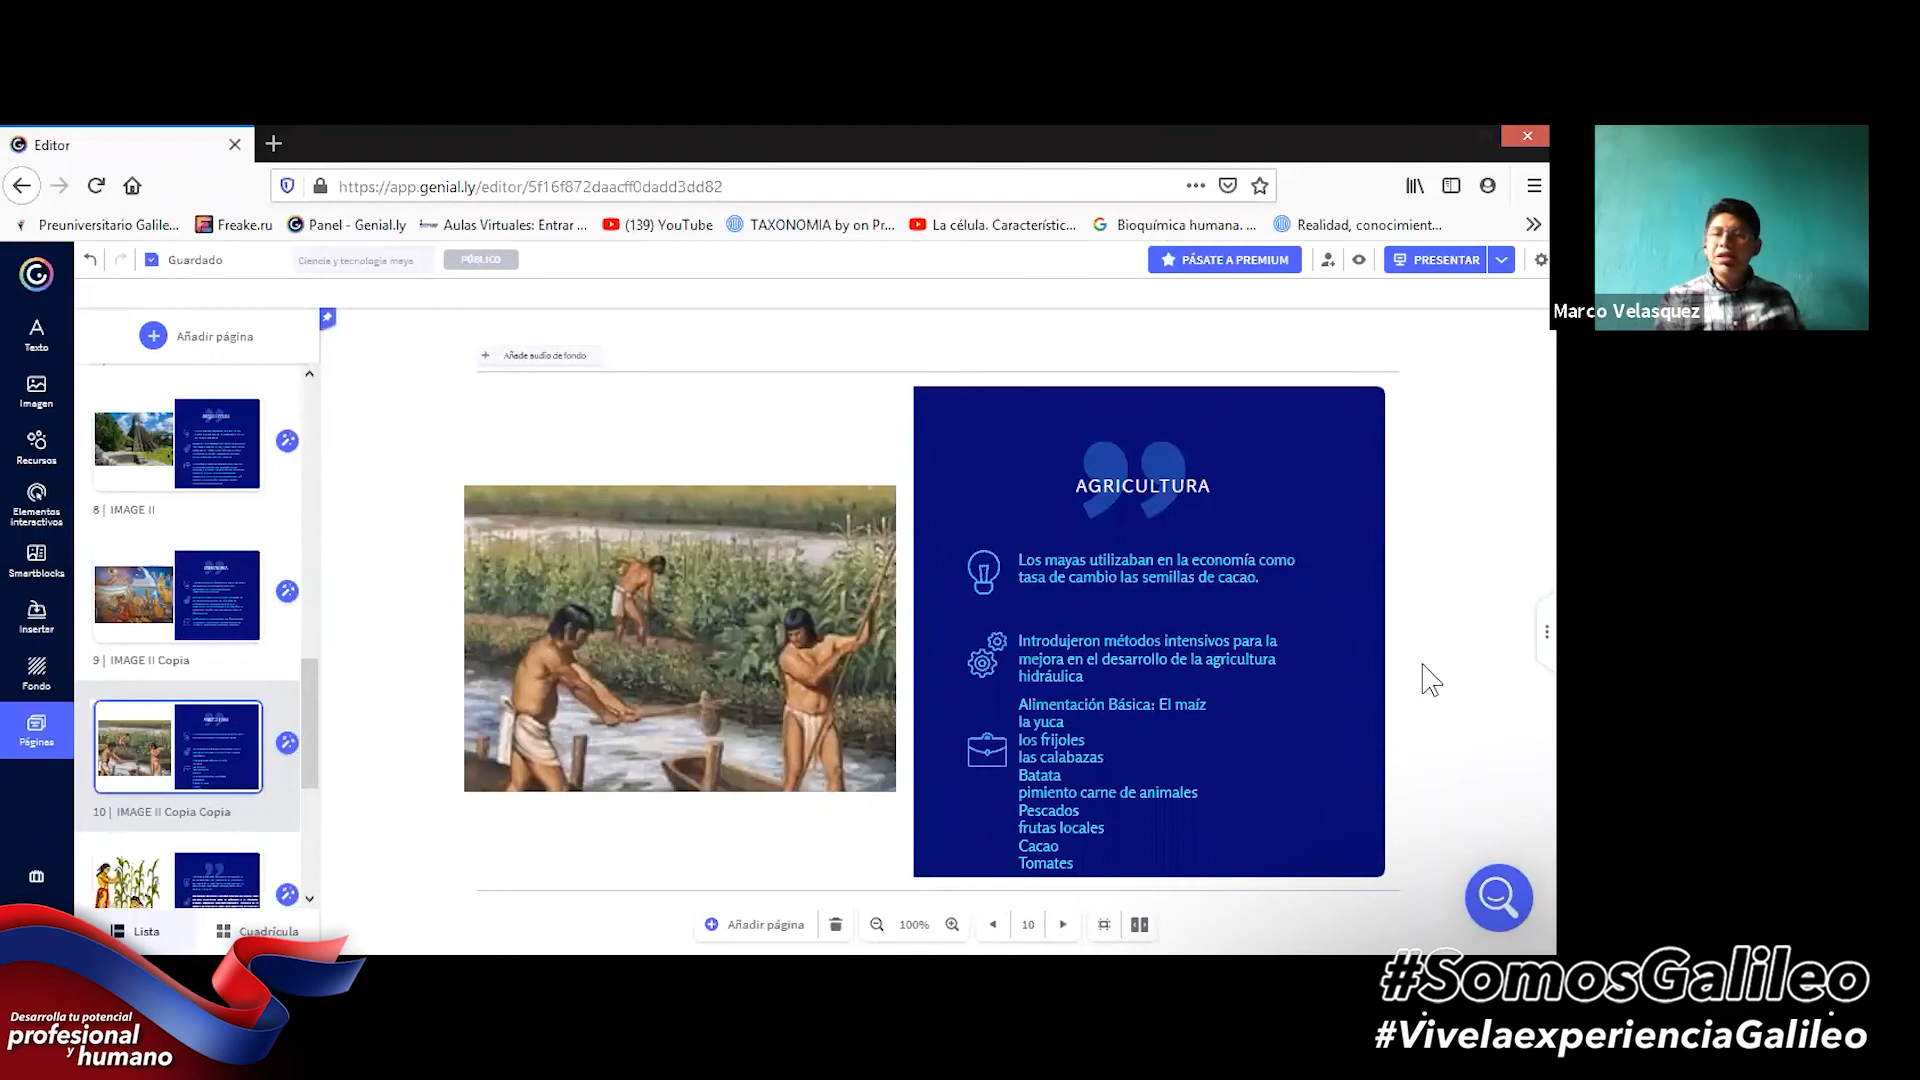 Editor
https://app.genial.ly/editor/5f16f872daacff0dadd3dd82
Preuniversitario Galile...
Freake.ru
Panel - Genial.ly
Aulas Virtuales: Entrar ...
(139) YouTube
TAXONOMIA by on Pr...
La célula. Característic...
Bioquímica humana. ...
Realidad, conocimient...
Guardado
Ciencia y tecnologia maya
PÚBLICO
PÁSATE A PREMIUM
PRESENTAR
Marco Velasquez
Texto
Imagen
Recursos
Elementos
interactivos
Smartblocks
Insertar
Fondo
Páginas
Añadir página
8 | IMAGE II
9 | IMAGE II Copia
10 | IMAGE II Copia Copia
Lista
Cuadrícula
Añade audio de fondo
AGRICULTURA
Los mayas utilizaban en la economía como
tasa de cambio las semillas de cacao.
Introdujeron métodos intensivos para la
mejora en el desarrollo de la agricultura
hidráulica
Alimentación Básica: El maíz
la yuca
los frijoles
las calabazas
Batata
pimiento carne de animales
Pescados
frutas locales
Cacao
Tomates
Añadir página
100%
10
Desarrolla tu potencial
profesional
y humano
#SomosGalileo
#VivelaexperienciaGalileo